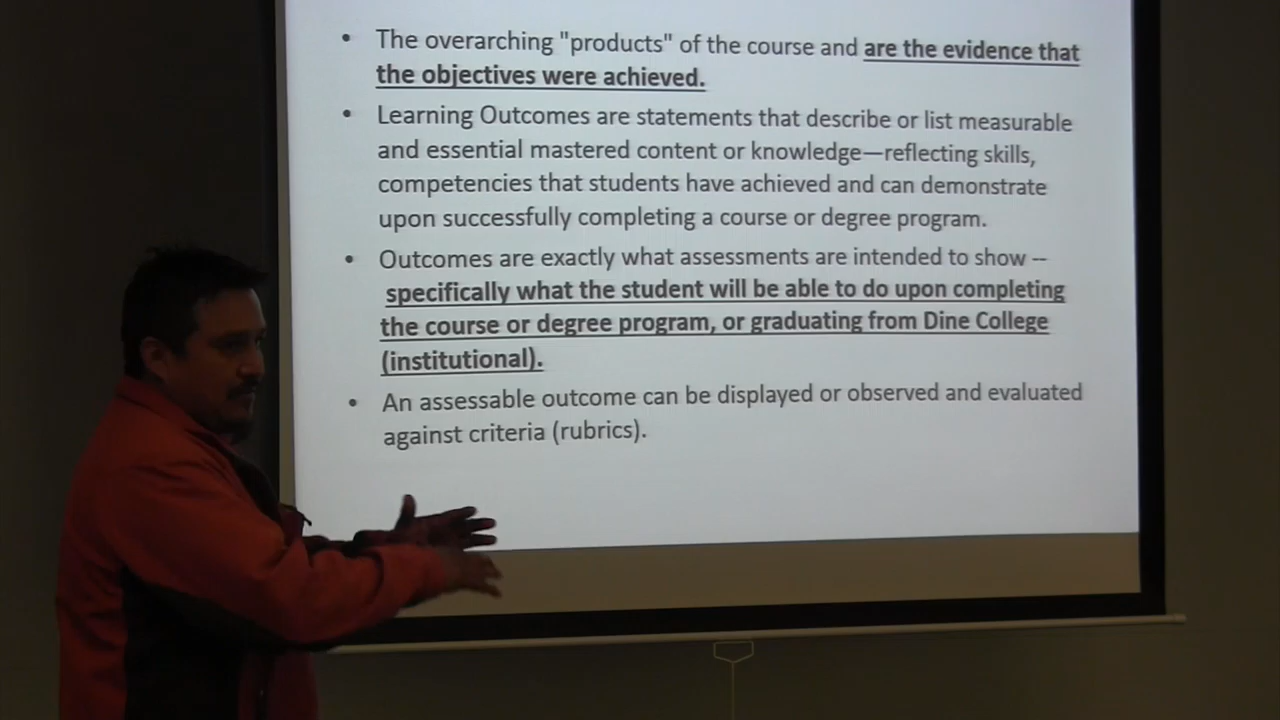 • The overarching "products" of the course and are the evidence that
the objectives were achieved.
• Learning Outcomes are statements that describe or list measurable
and essential mastered content or knowledge—reflecting skills,
competencies that students have achieved and can demonstrate
upon successfully completing a course or degree program.
• Outcomes are exactly what assessments are intended to show –
specifically what the student will be able to do upon completing
the course or degree program, or graduating from Dine College
(institutional).
• An assessable outcome can be displayed or observed and evaluated
against criteria (rubrics).